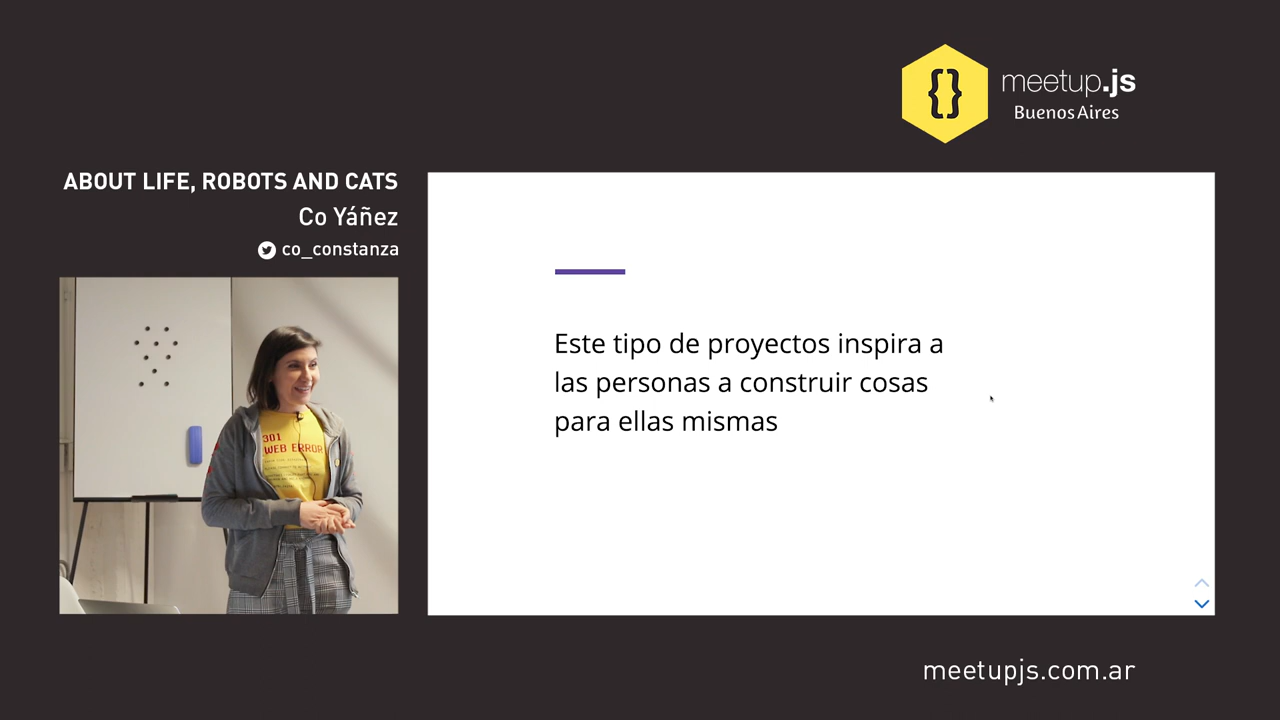 {}
meetup.js
Buenos Aires
ABOUT LIFE, ROBOTS AND CATS
Co Yáñez
co_constanza
301
WEB ERROR
Este tipo de proyectos inspira a
las personas a construir cosas
para ellas mismas
meetupjs.com.ar